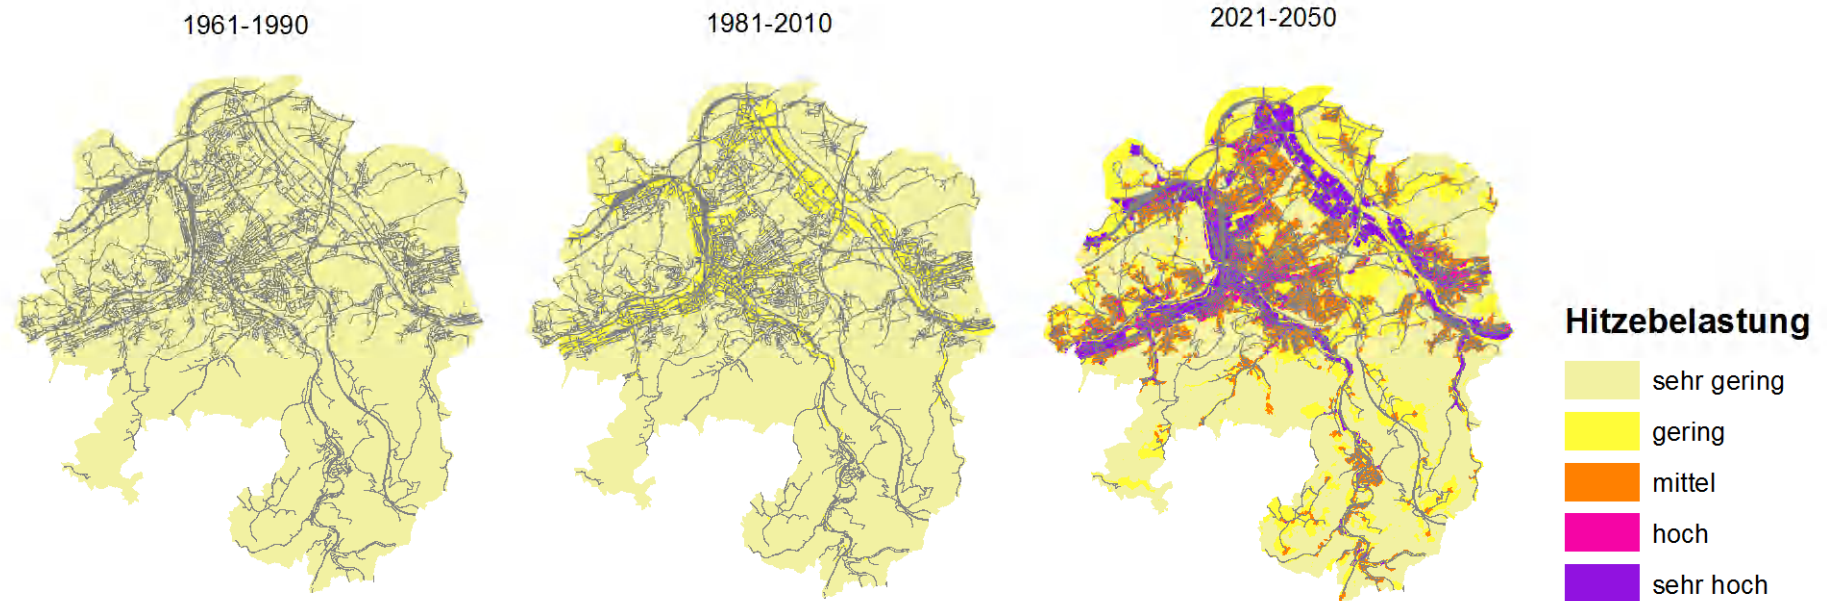 1961-1990
1981-2010
2021-2050
Hitzebelastung
sehr gering
gering
mittel
hoch
sehr hoch